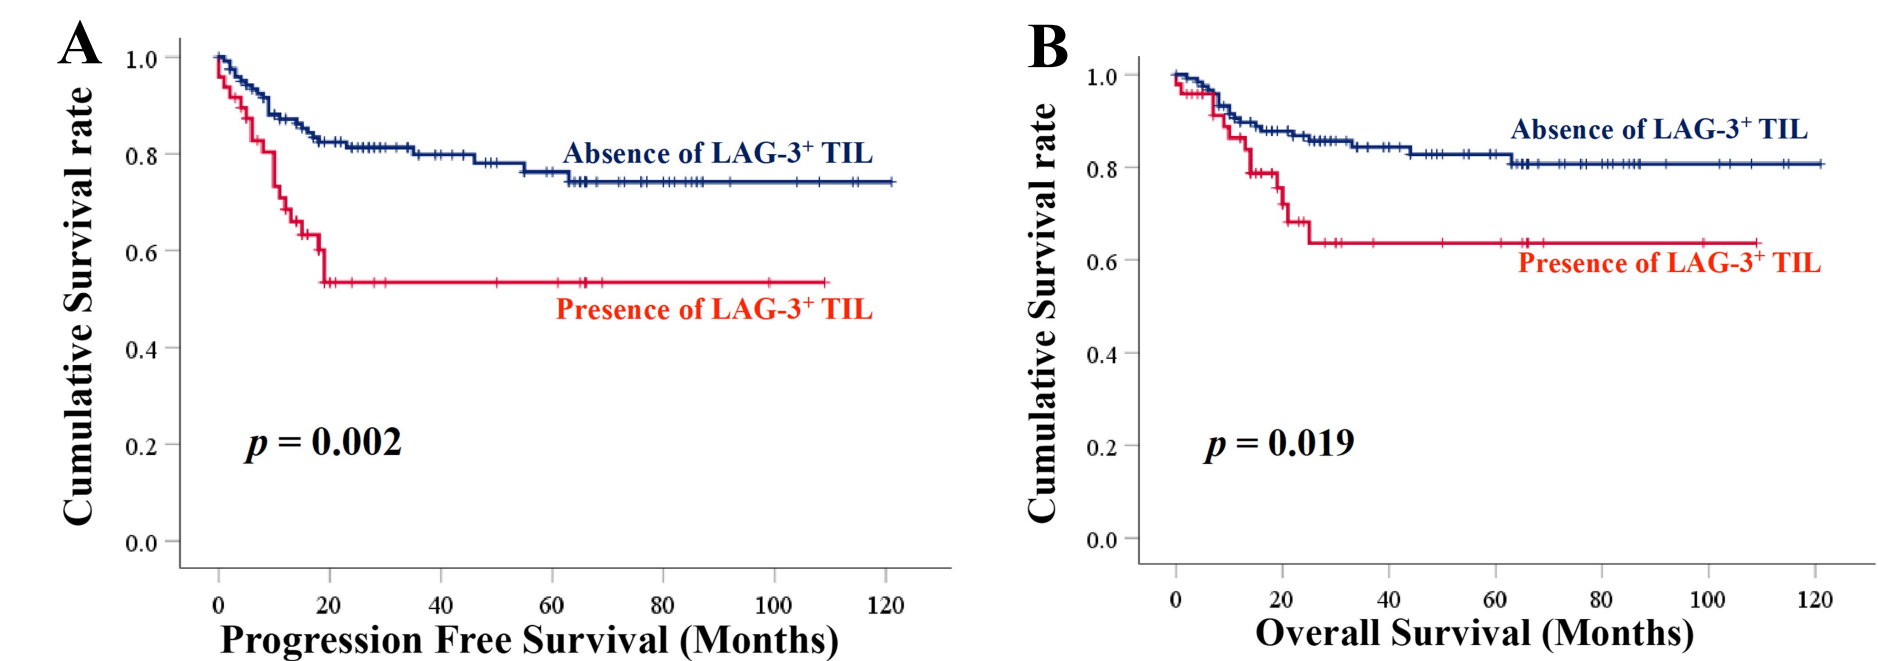 A
Cumulative Survival rate
1.0
0.8
0.6
0.4
0.2
0.0
Absence of LAG-3⁺ TIL
Presence of LAG-3⁺ TIL
p = 0.002
0 20 40 60 80 100 120
Progression Free Survival (Months)
B
Cumulative Survival rate
1.0
0.8
0.6
0.4
0.2
0.0
Absence of LAG-3⁺ TIL
Presence of LAG-3⁺ TIL
p = 0.019
0 20 40 60 80 100 120
Overall Survival (Months)